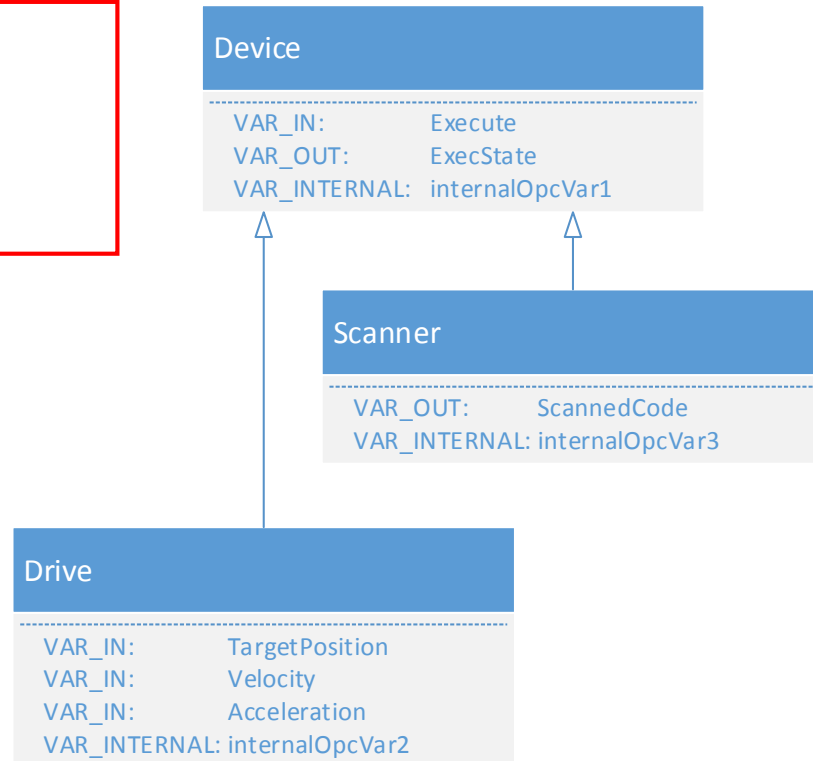 Device
VAR_IN: Execute
VAR_OUT: ExecState
VAR_INTERNAL: internalOpcVar1
Scanner
VAR_OUT: ScannedCode
VAR_INTERNAL: internalOpcVar3
Drive
VAR_IN: TargetPosition
VAR_IN: Velocity
VAR_IN: Acceleration
VAR_INTERNAL: internalOpcVar2